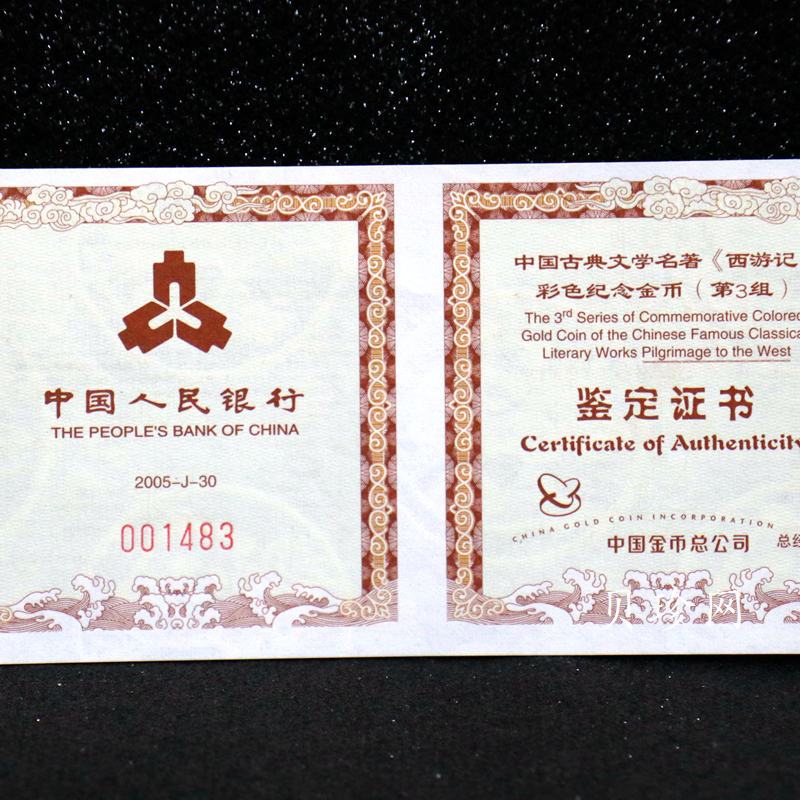 中国人民银行
THE PEOPLE'S BANK OF CHINA
2005-J-30
001483
中国古典文学名著《西游记
彩色纪念金币（第3组）
The 3rd Series of Commemorative Colored
Gold Coin of the Chinese Famous Classical
Literary Works Pilgrimage to the West
鉴定证书
Certificate of Authenticity
CHINA GOLD COIN INCORPORATION
中国金币总公司
总经
网